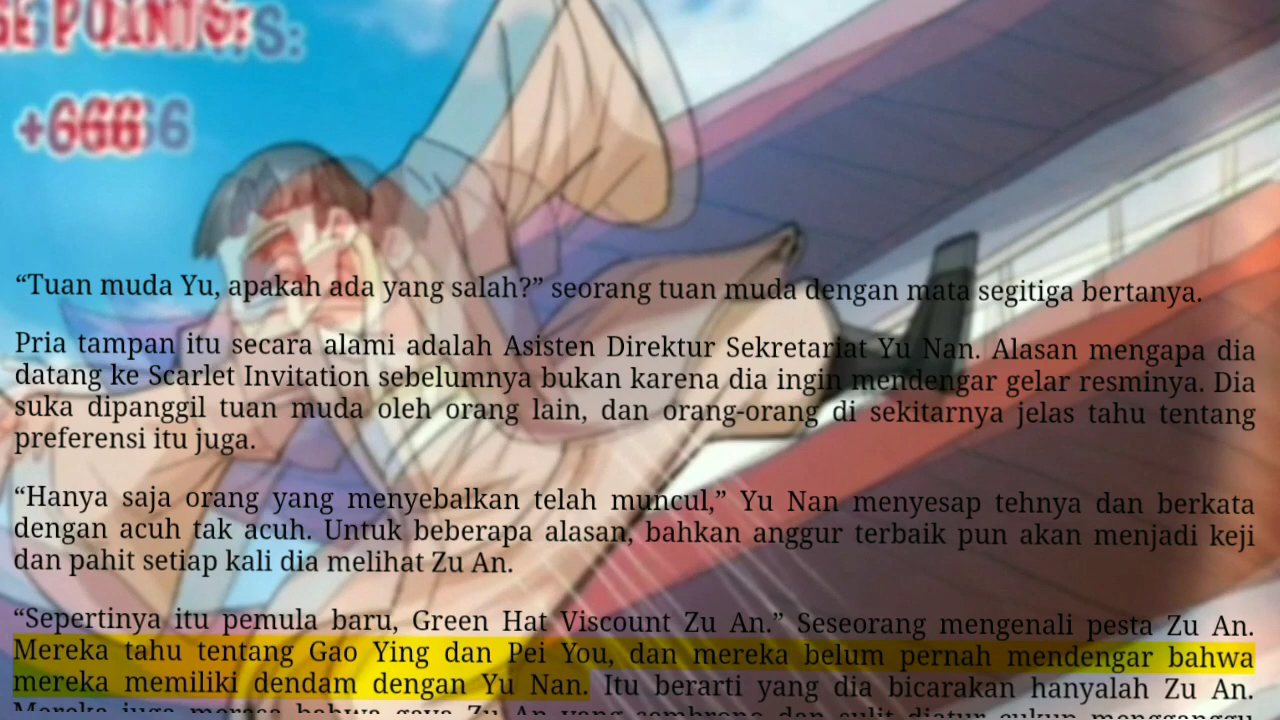 POINTS:
+666
“Tuan muda Yu, apakah ada yang salah?” seorang tuan muda dengan mata segitiga bertanya.
Pria tampan itu secara alami adalah Asisten Direktur Sekretariat Yu Nan. Alasan mengapa dia
datang ke Scarlet Invitation sebelumnya bukan karena dia ingin mendengar gelar resminya. Dia
suka dipanggil tuan muda oleh orang lain, dan orang-orang di sekitarnya jelas tahu tentang
preferensi itu juga.
“Hanya saja orang yang menyebalkan telah muncul,” Yu Nan menyesap tehnya dan berkata
dengan acuh tak acuh. Untuk beberapa alasan, bahkan anggur terbaik pun akan menjadi keji
dan pahit setiap kali dia melihat Zu An.
“Sepertinya itu pemula baru, Green Hat Viscount Zu An.” Seseorang mengenali pesta Zu An.
Mereka tahu tentang Gao Ying dan Pei You, dan mereka belum pernah mendengar bahwa
mereka memiliki dendam dengan Yu Nan. Itu berarti yang dia bicarakan hanyalah Zu An.